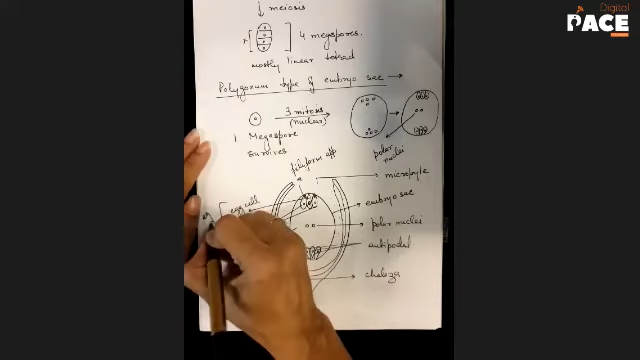 Digital
PACE
↓ meiosis
4 megaspores.
mostly linear tetrad
Polygonum type of embryo sac →
3 mitosis
(nuclear)
1 Megaspore
survives
polar
nuclei
filiform app
micropyle
egg cell
embryo sac
polar nuclei
antipodal
chalaza